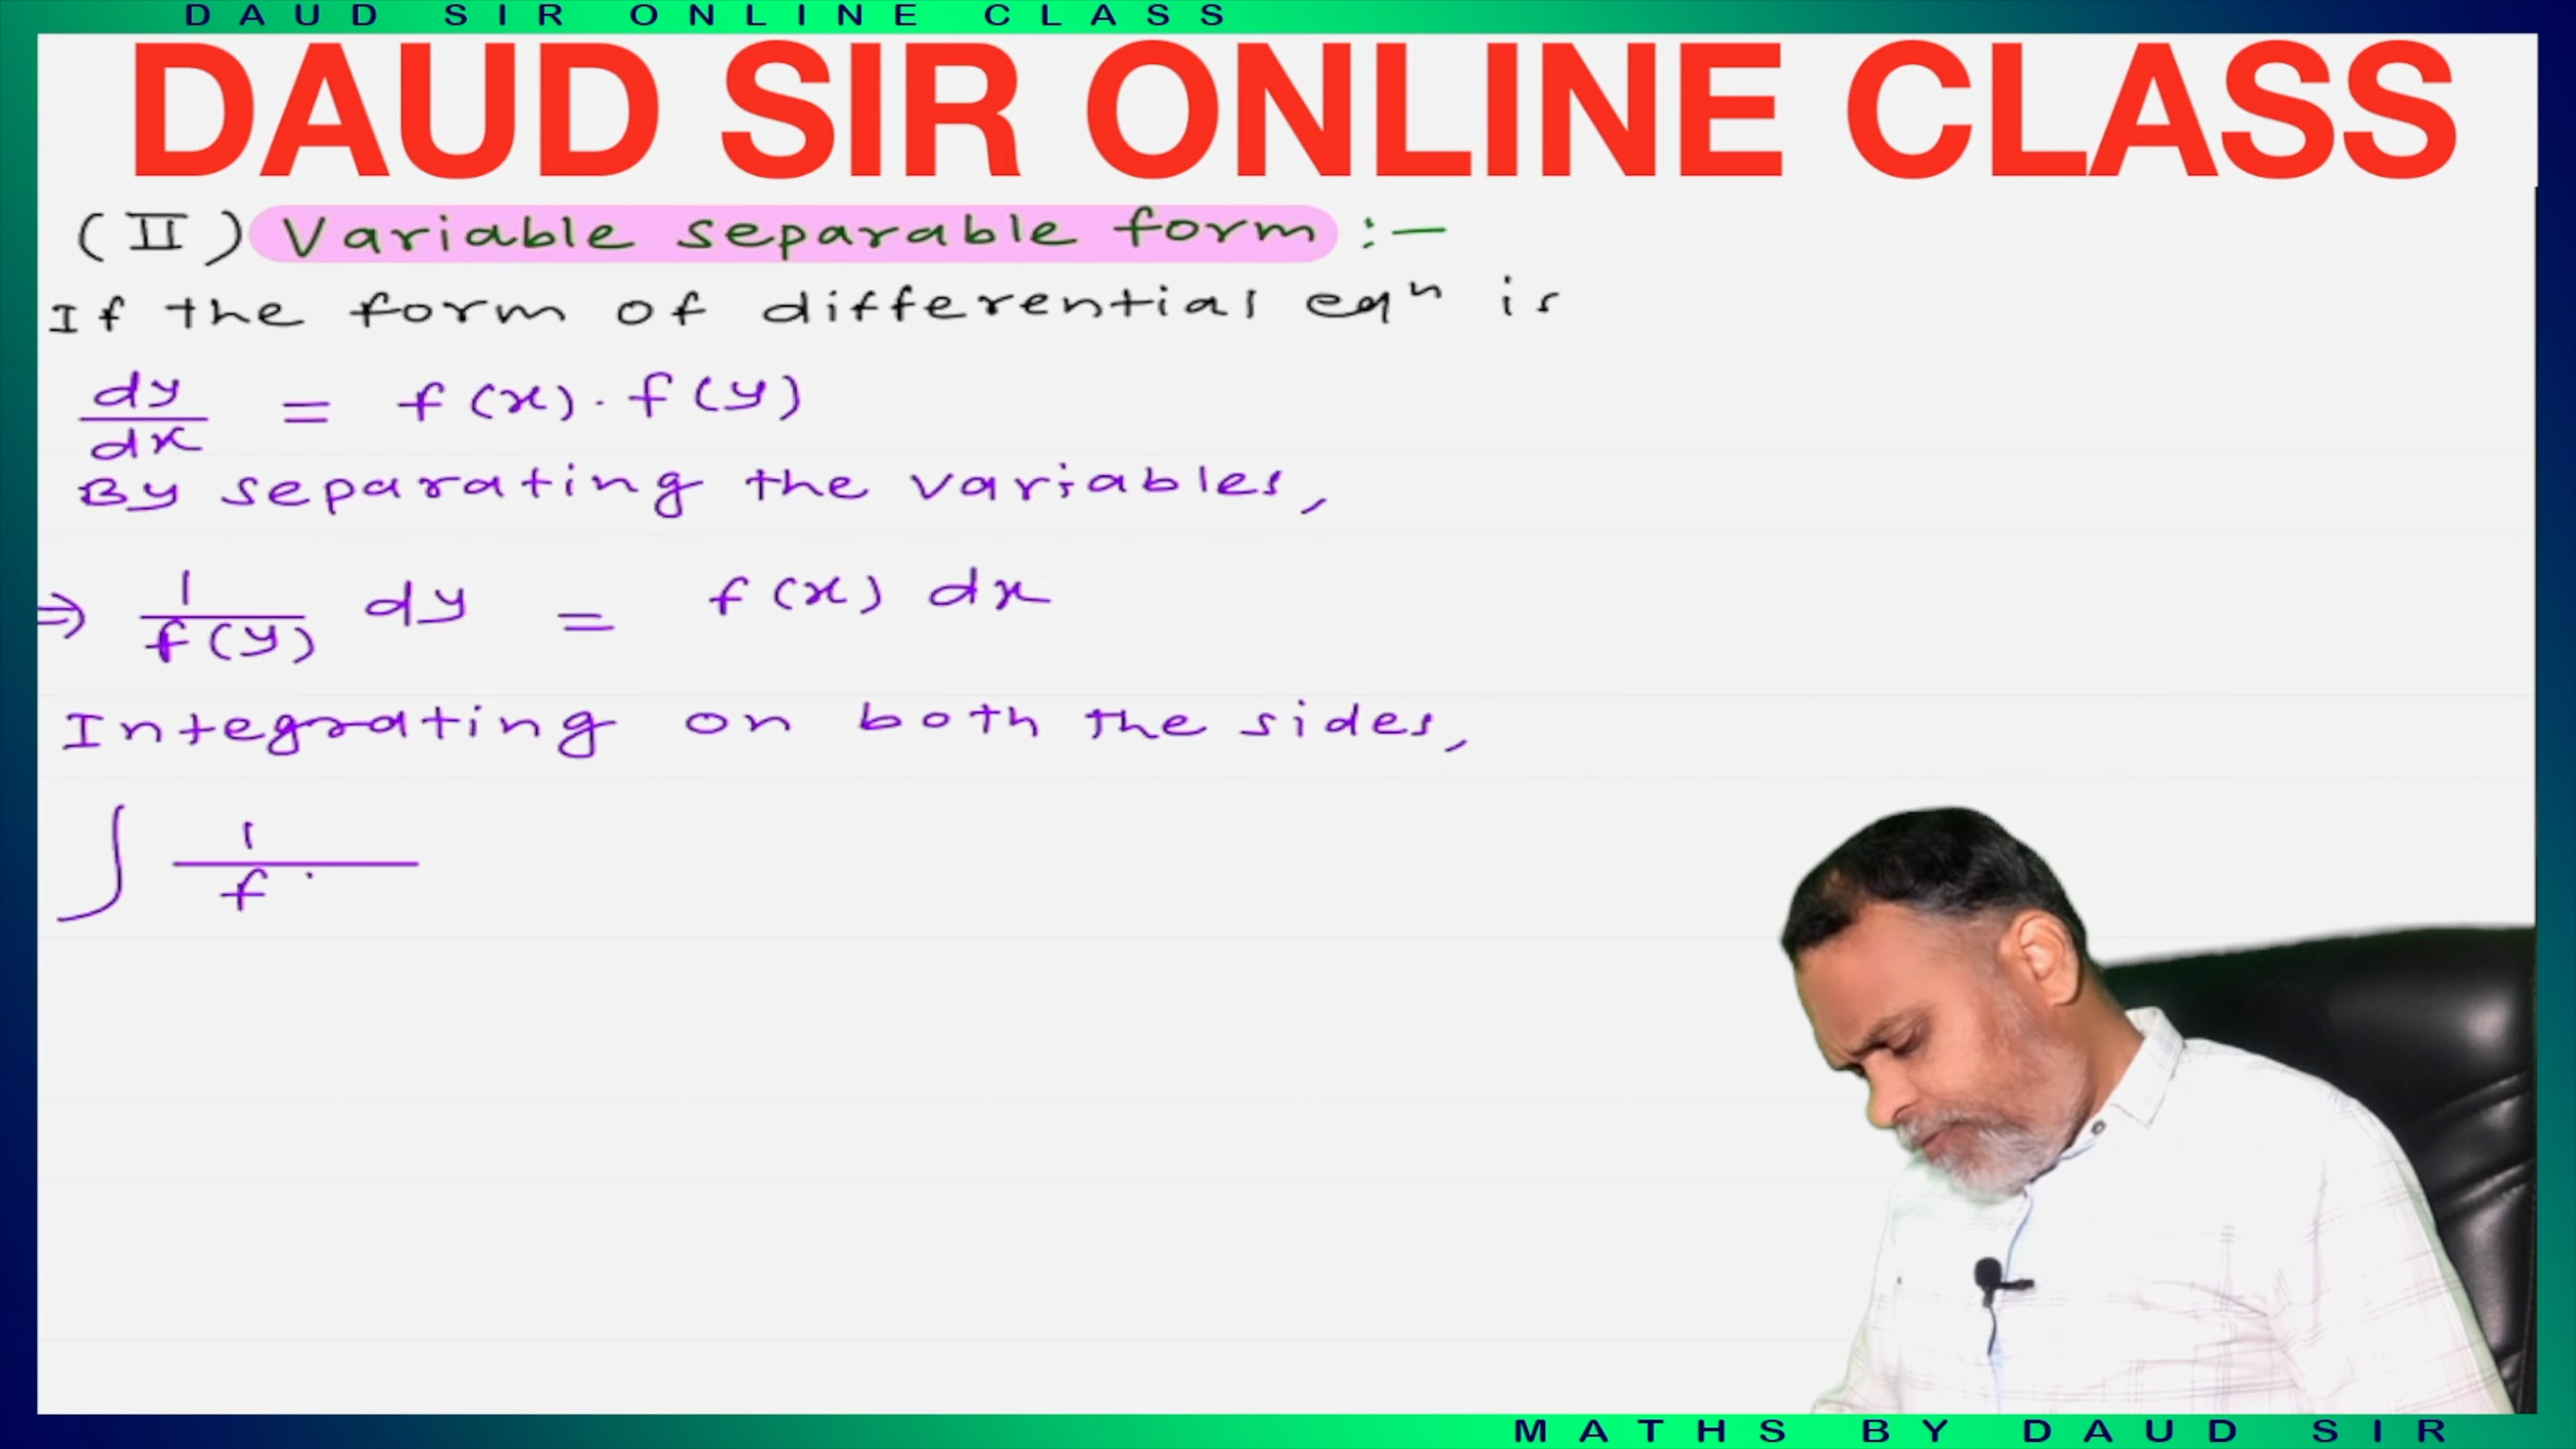 DAUD SIR ONLINE CLASS
DAUD SIR ONLINE CLASS
(II) Variable separable form :-
If the form of differential eqⁿ is
dy/dx = f(x) . f(y)
By separating the variables,
⇒ 1/f(y) dy = f(x) dx
Integrating on both the sides,
∫ 1/f
MATHS BY DAUD SIR